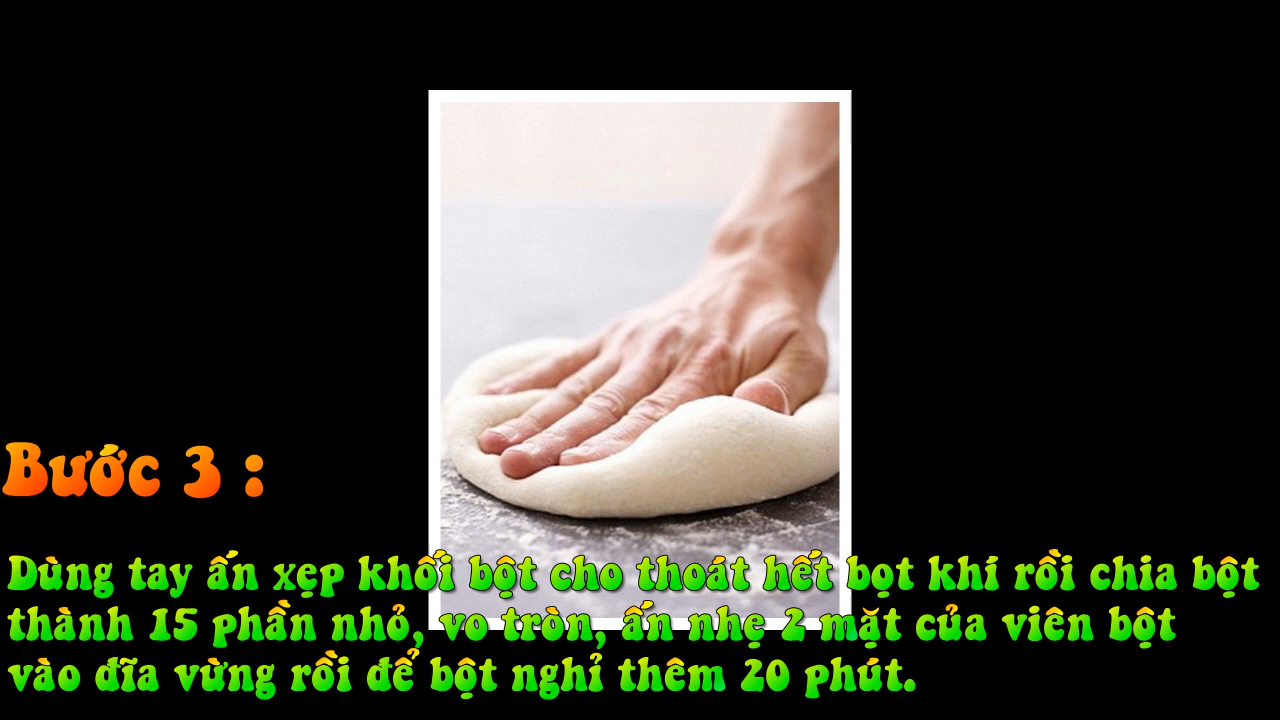 Bước 3 :
Dùng tay ấn xẹp khối bột cho thoát hết bọt khí rồi chia bột
thành 15 phần nhỏ, vo tròn, ấn nhẹ 2 mặt của viên bột
vào đĩa vừng rồi để bột nghỉ thêm 20 phút.